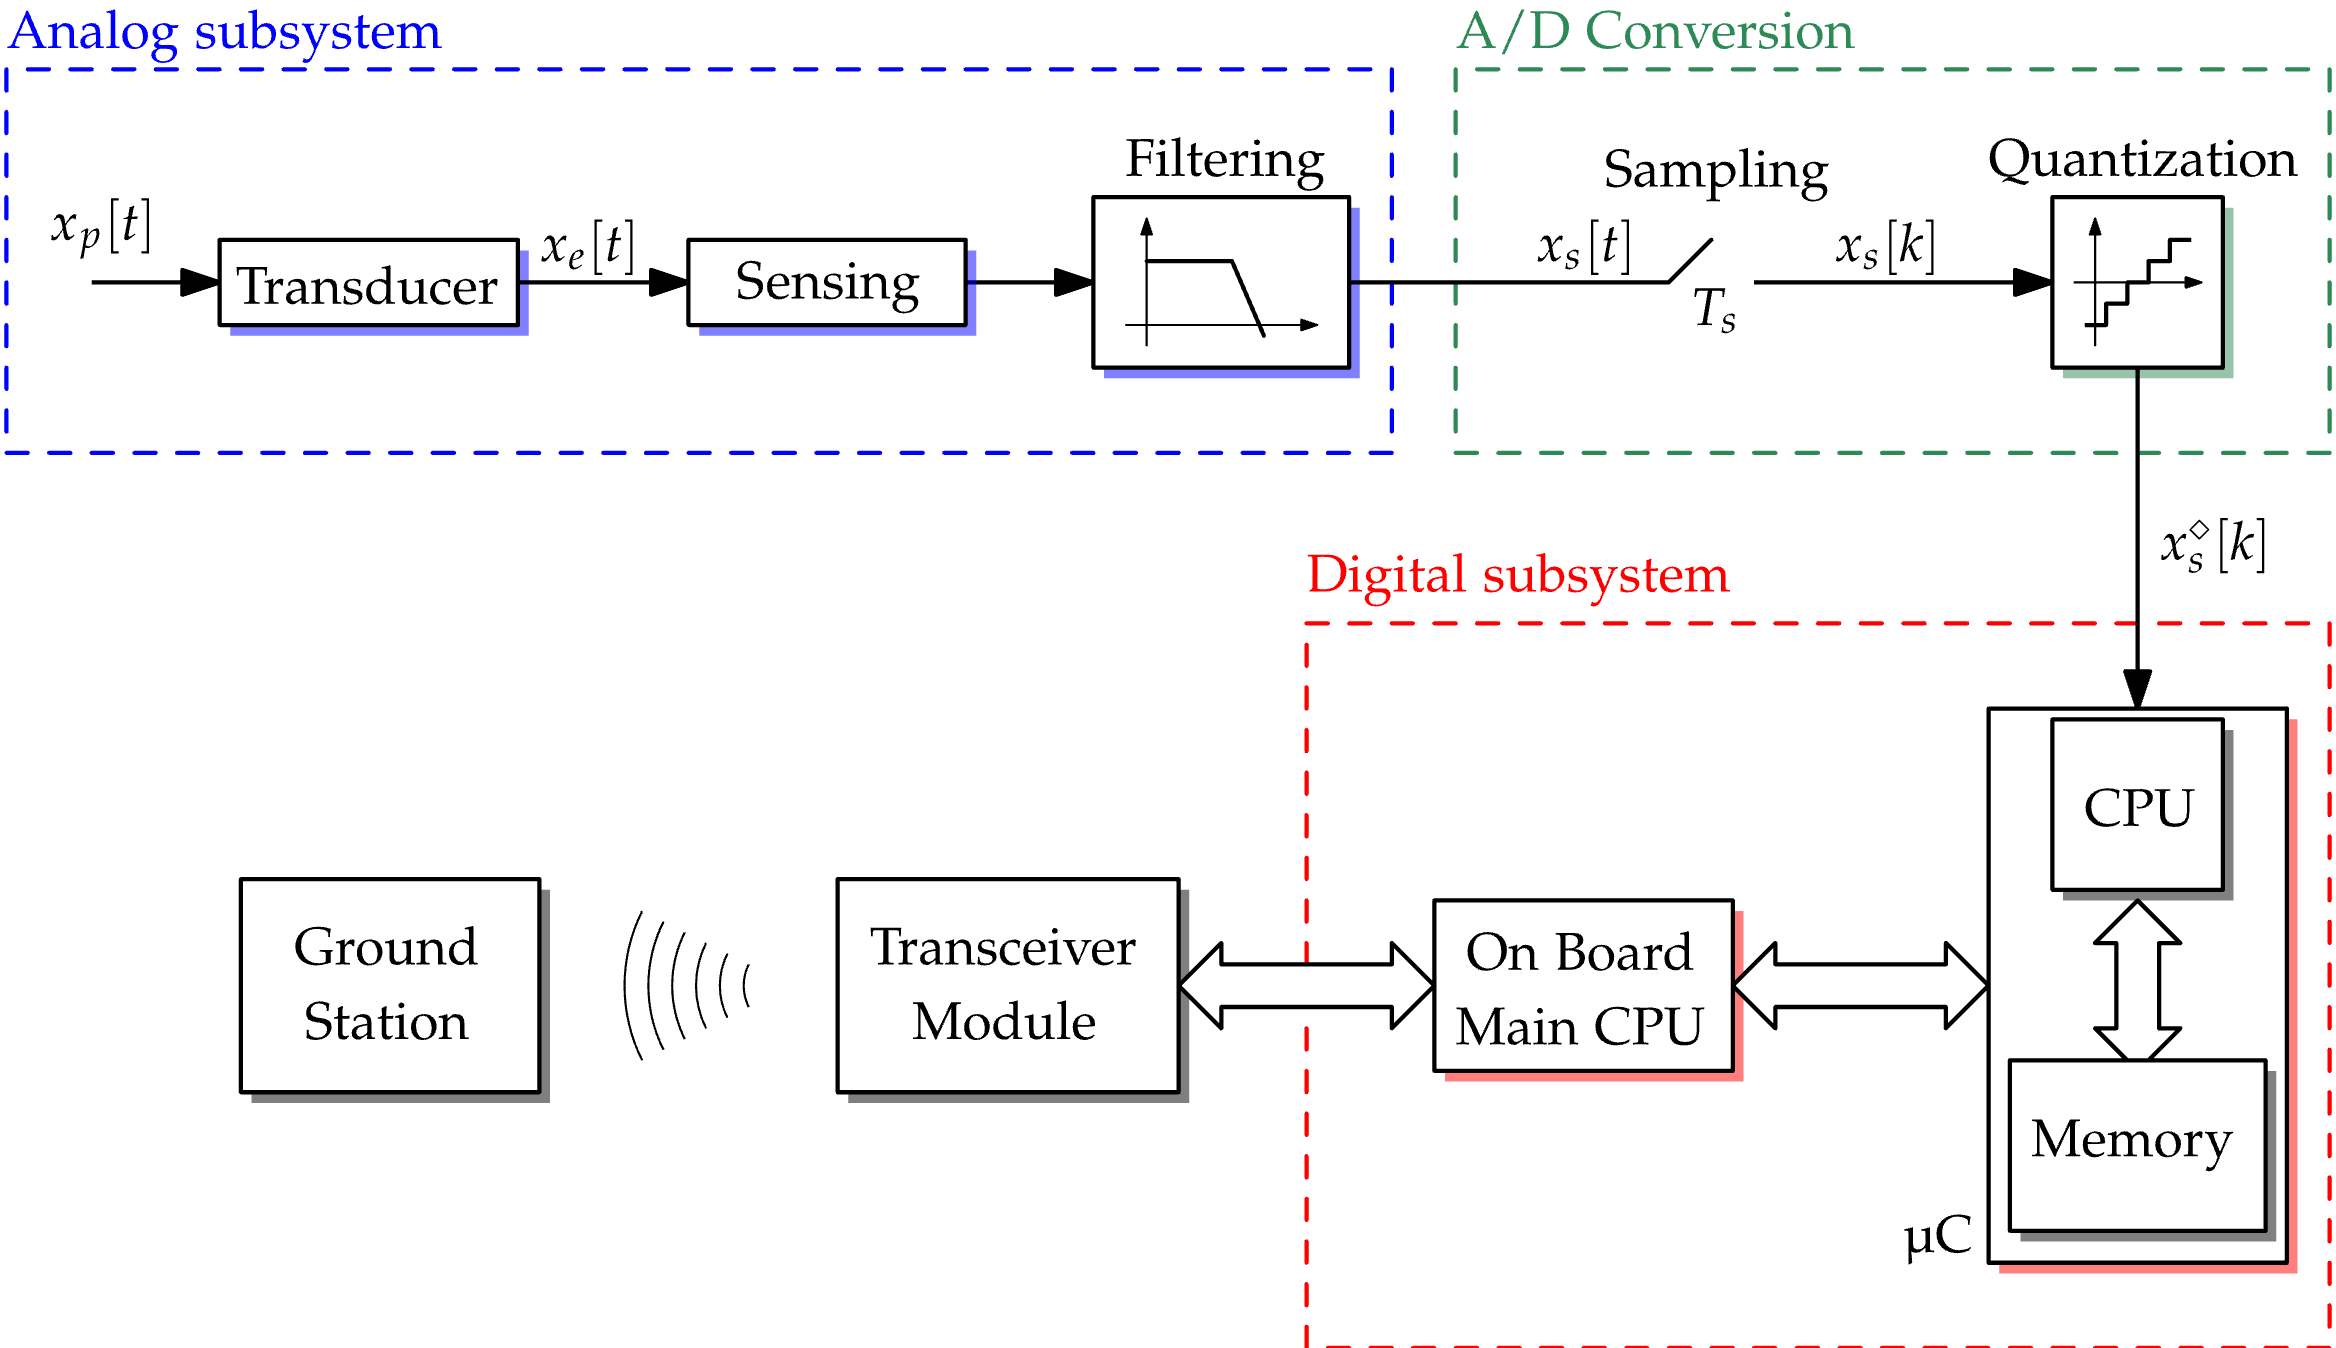 Analog subsystem
A/D Conversion
Filtering
Sampling
Quantization
x_p[t]
Transducer
x_e[t]
Sensing
x_s[t]
T_s
x_s[k]
x_s^◇[k]
Digital subsystem
CPU
Ground
Station
Transceiver
Module
On Board
Main CPU
Memory
µC